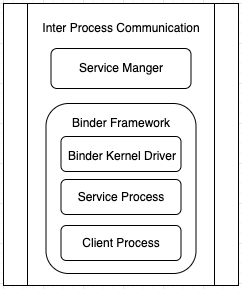 Inter Process Communication
Service Manger
Binder Framework
Binder Kernel Driver
Service Process
Client Process